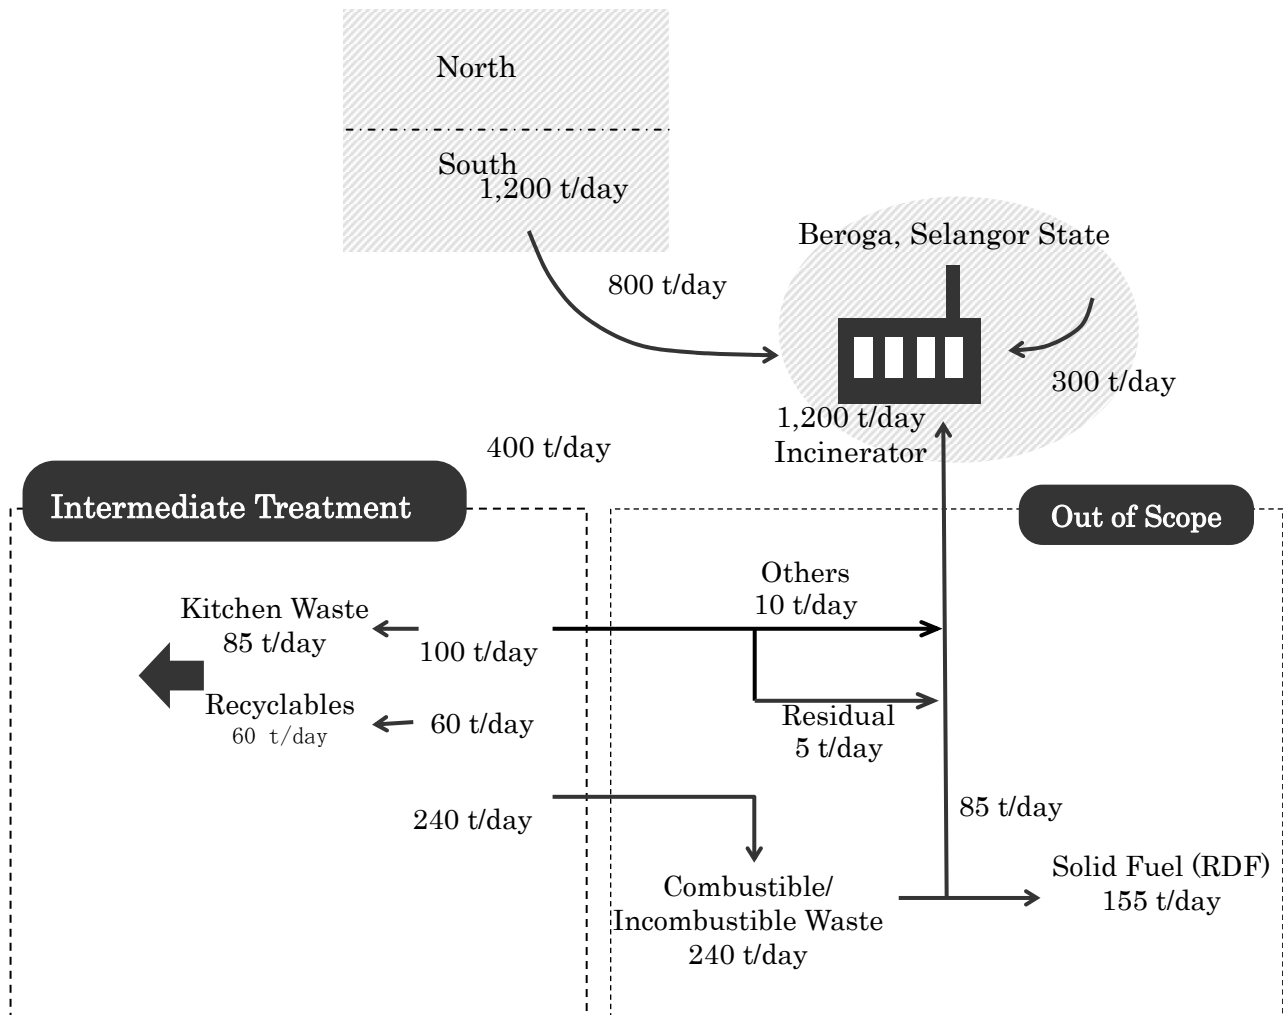 North
South
1,200 t/day
Beroga, Selangor State
800 t/day
300 t/day
1,200 t/day
Incinerator
400 t/day
Intermediate Treatment
Out of Scope
Others
10 t/day
Kitchen Waste
85 t/day
100 t/day
Recyclables
60 t/day
60 t/day
Residual
5 t/day
240 t/day
85 t/day
Combustible/
Incombustible Waste
240 t/day
Solid Fuel (RDF)
155 t/day